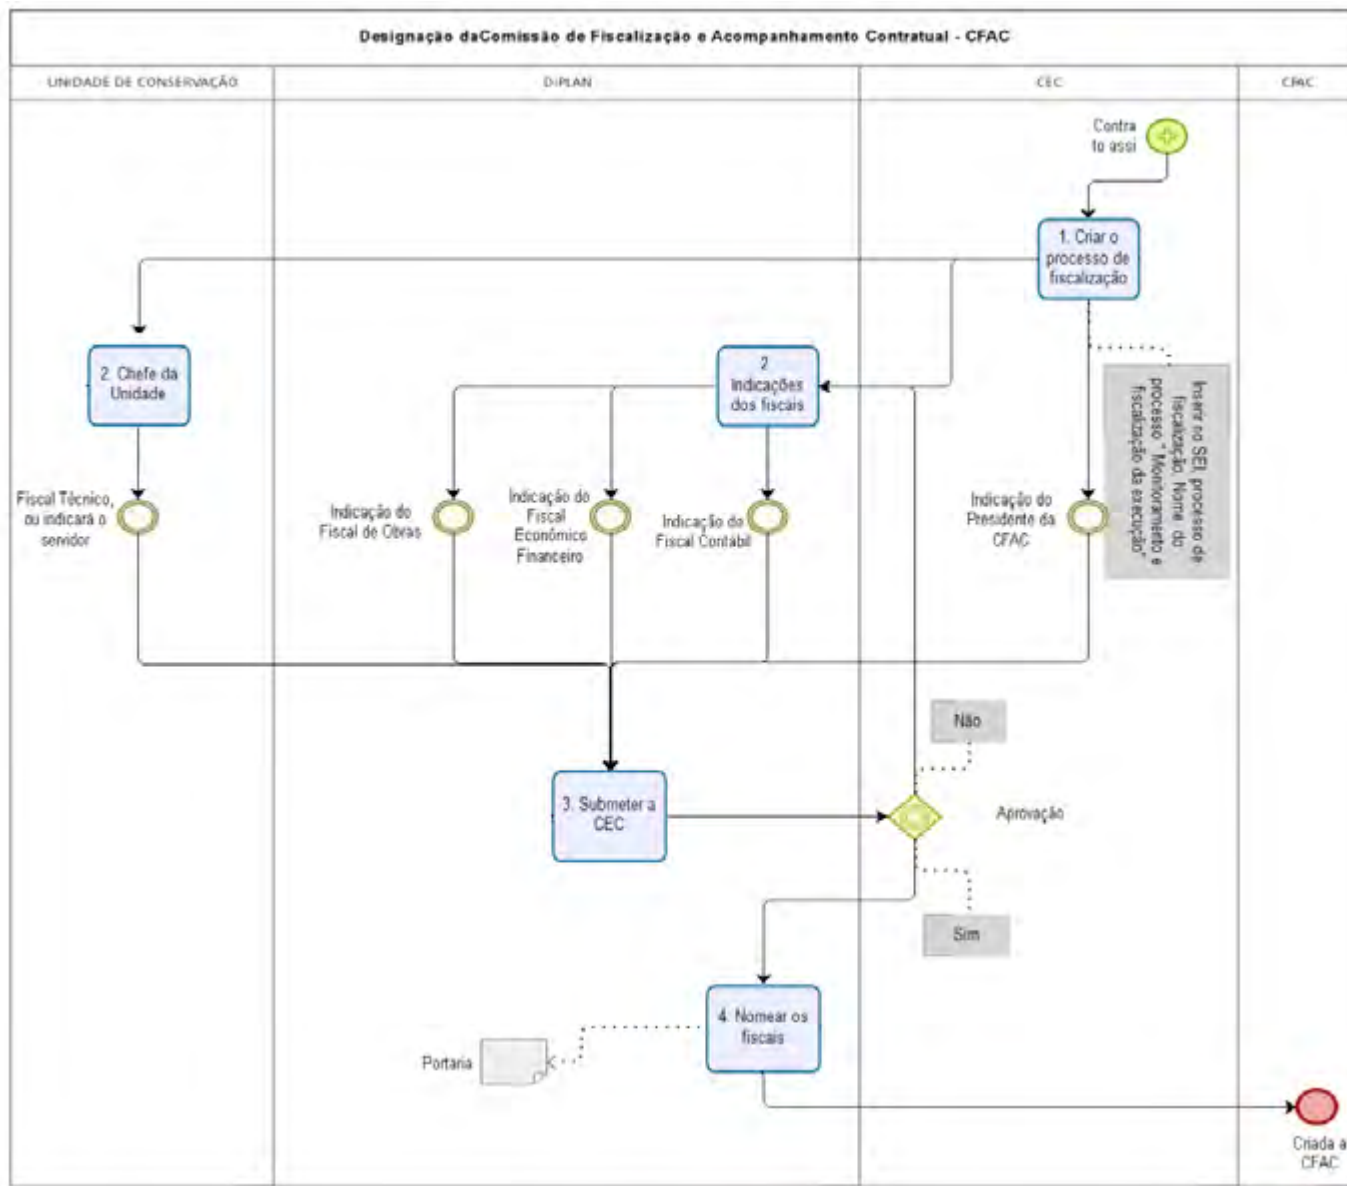 Designação daComissão de Fiscalização e Acompanhamento Contratual - CFAC
UNIDADE DE CONSERVAÇÃO
DIPLAN
CEC
CFAC
Contra
to assi
1. Criar o
processo de
fiscalização
2. Chefe da
Unidade
2
Indicações
dos fiscais
Inserir no SEI, processo de
fiscalização. Nome do
processo " Monitoramento e
fiscalização da execução"
Fiscal Técnico,
ou indicará o
servidor
Indicação do
Fiscal de Obras
Indicação do
Fiscal
Econômico
Financeiro
Indicação do
Fiscal Contábil
Indicação do
Presidente da
CFAC
Não
3. Submeter a
CEC
Aprovação
Sim
4. Nomear os
fiscais
Portaria
Criada a
CFAC